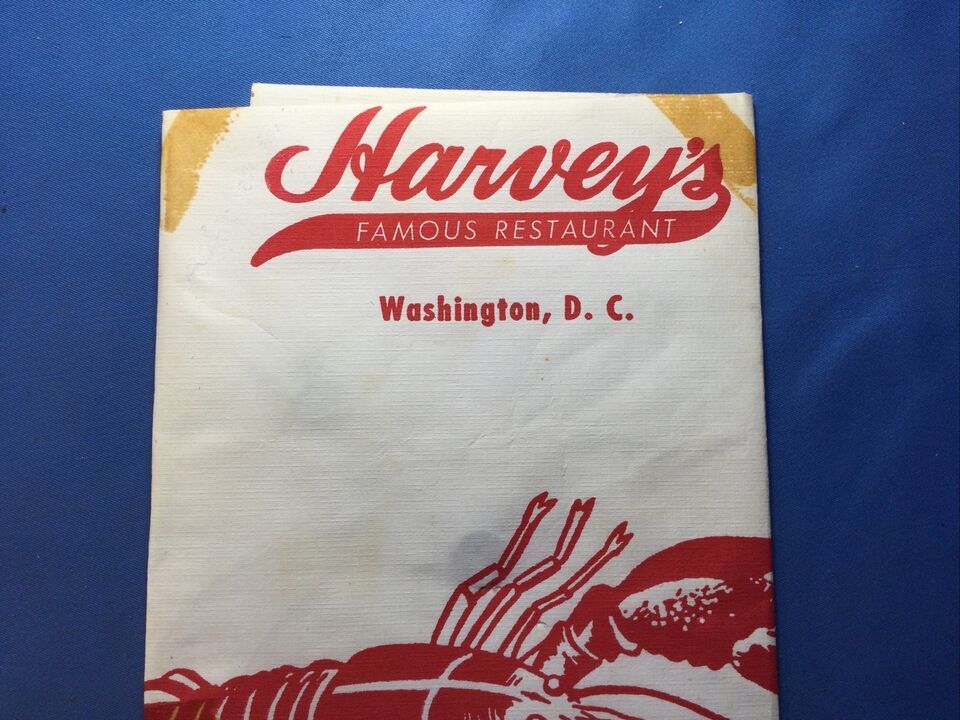 Harvey's
FAMOUS RESTAURANT
Washington, D. C.